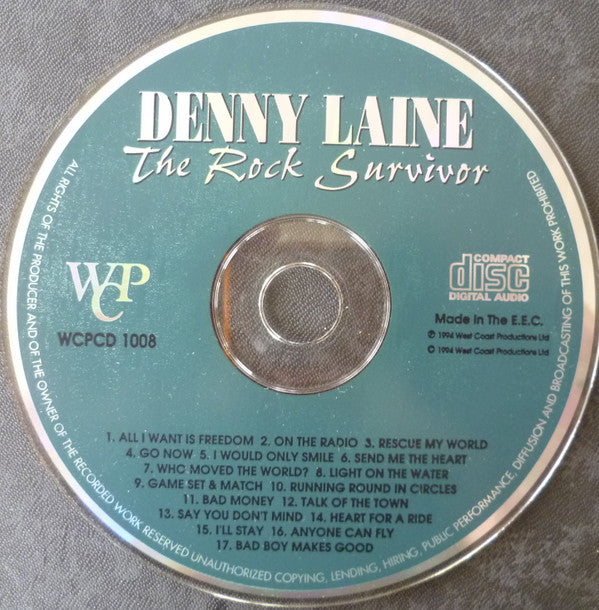 DENNY LAINE
The Rock Survivor
WCP
WCPCD 1008
COMPACT
disc
DIGITAL AUDIO
Made in The E.E.C.
℗ 1994 West Coast Productions Ltd
© 1994 West Coast Productions Ltd
1. ALL I WANT IS FREEDOM 2. ON THE RADIO 3. RESCUE MY WORLD
4. GO NOW 5. I WOULD ONLY SMILE 6. SEND ME THE HEART
7. WHO MOVED THE WORLD? 8. LIGHT ON THE WATER
9. GAME SET & MATCH 10. RUNNING ROUND IN CIRCLES
11. BAD MONEY 12. TALK OF THE TOWN
13. SAY YOU DON'T MIND 14. HEART FOR A RIDE
15. I'LL STAY 16. ANYONE CAN FLY
17. BAD BOY MAKES GOOD
ALL RIGHTS OF THE PRODUCER AND OF THE OWNER OF THE RECORDED WORK RESERVED UNAUTHORIZED COPYING, LENDING, HIRING, PUBLIC PERFORMANCE, DIFFUSION AND BROADCASTING OF THIS WORK PROHIBITED